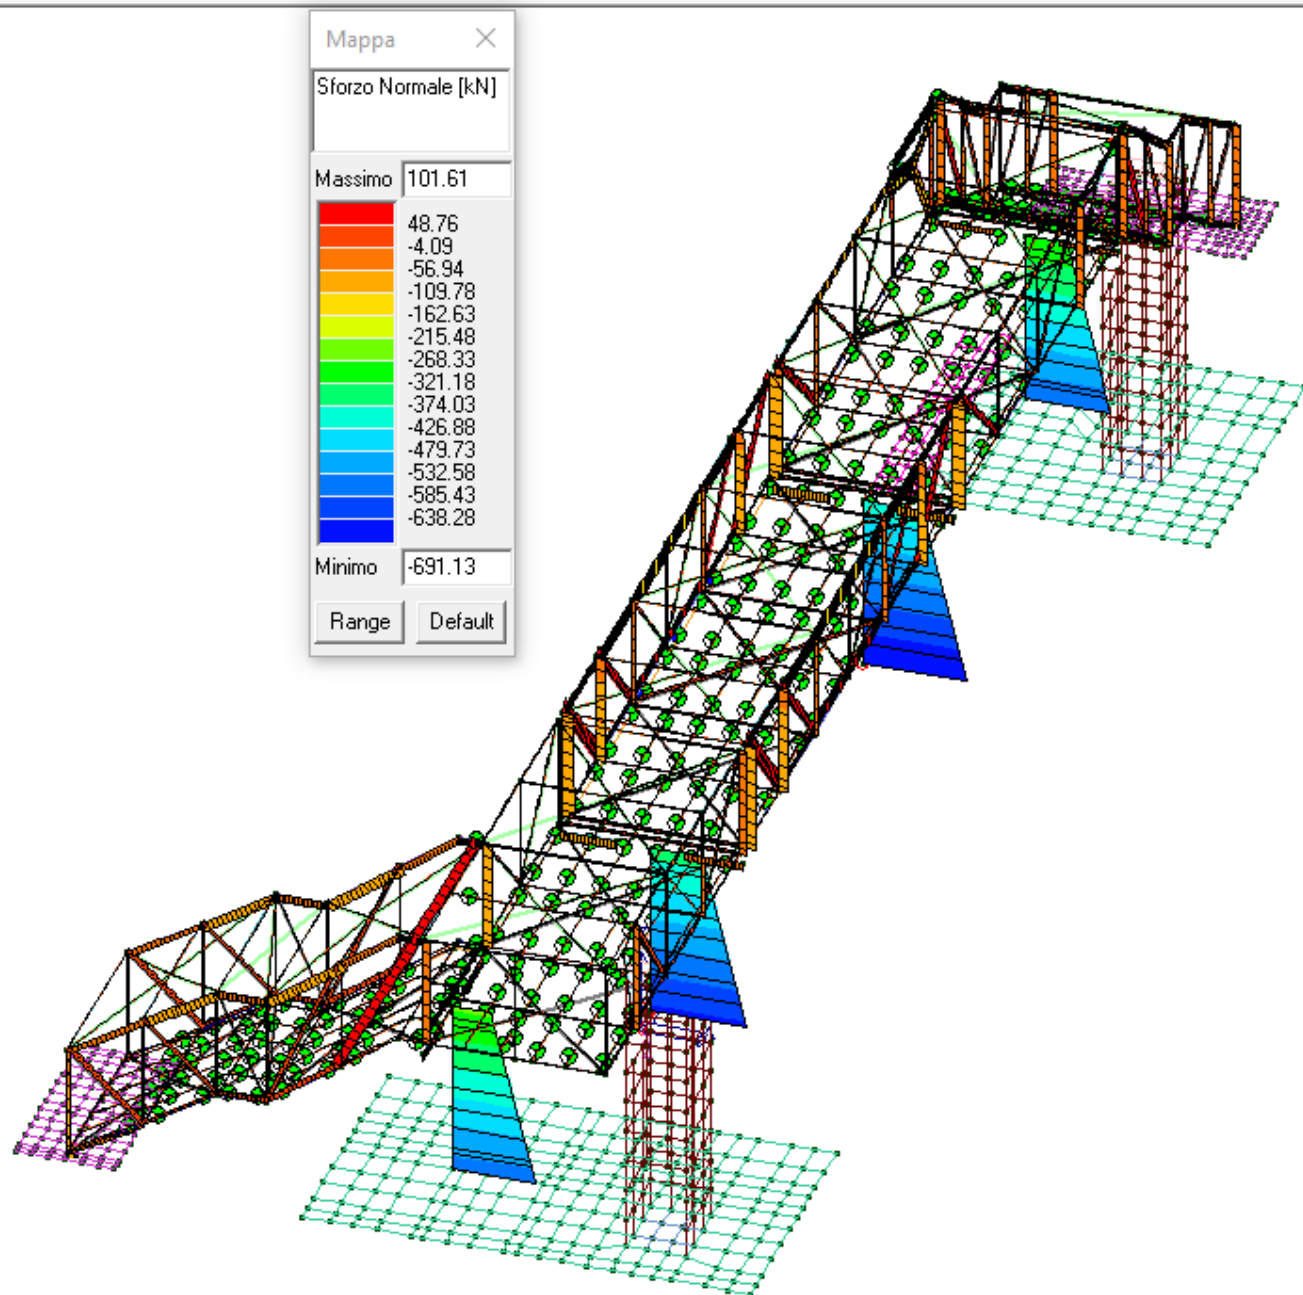 Mappa
Sforzo Normale [kN]
Massimo 101.61
48.76
-4.09
-56.94
-109.78
-162.63
-215.48
-268.33
-321.18
-374.03
-426.88
-479.73
-532.58
-585.43
-638.28
Minimo -691.13
Range Default